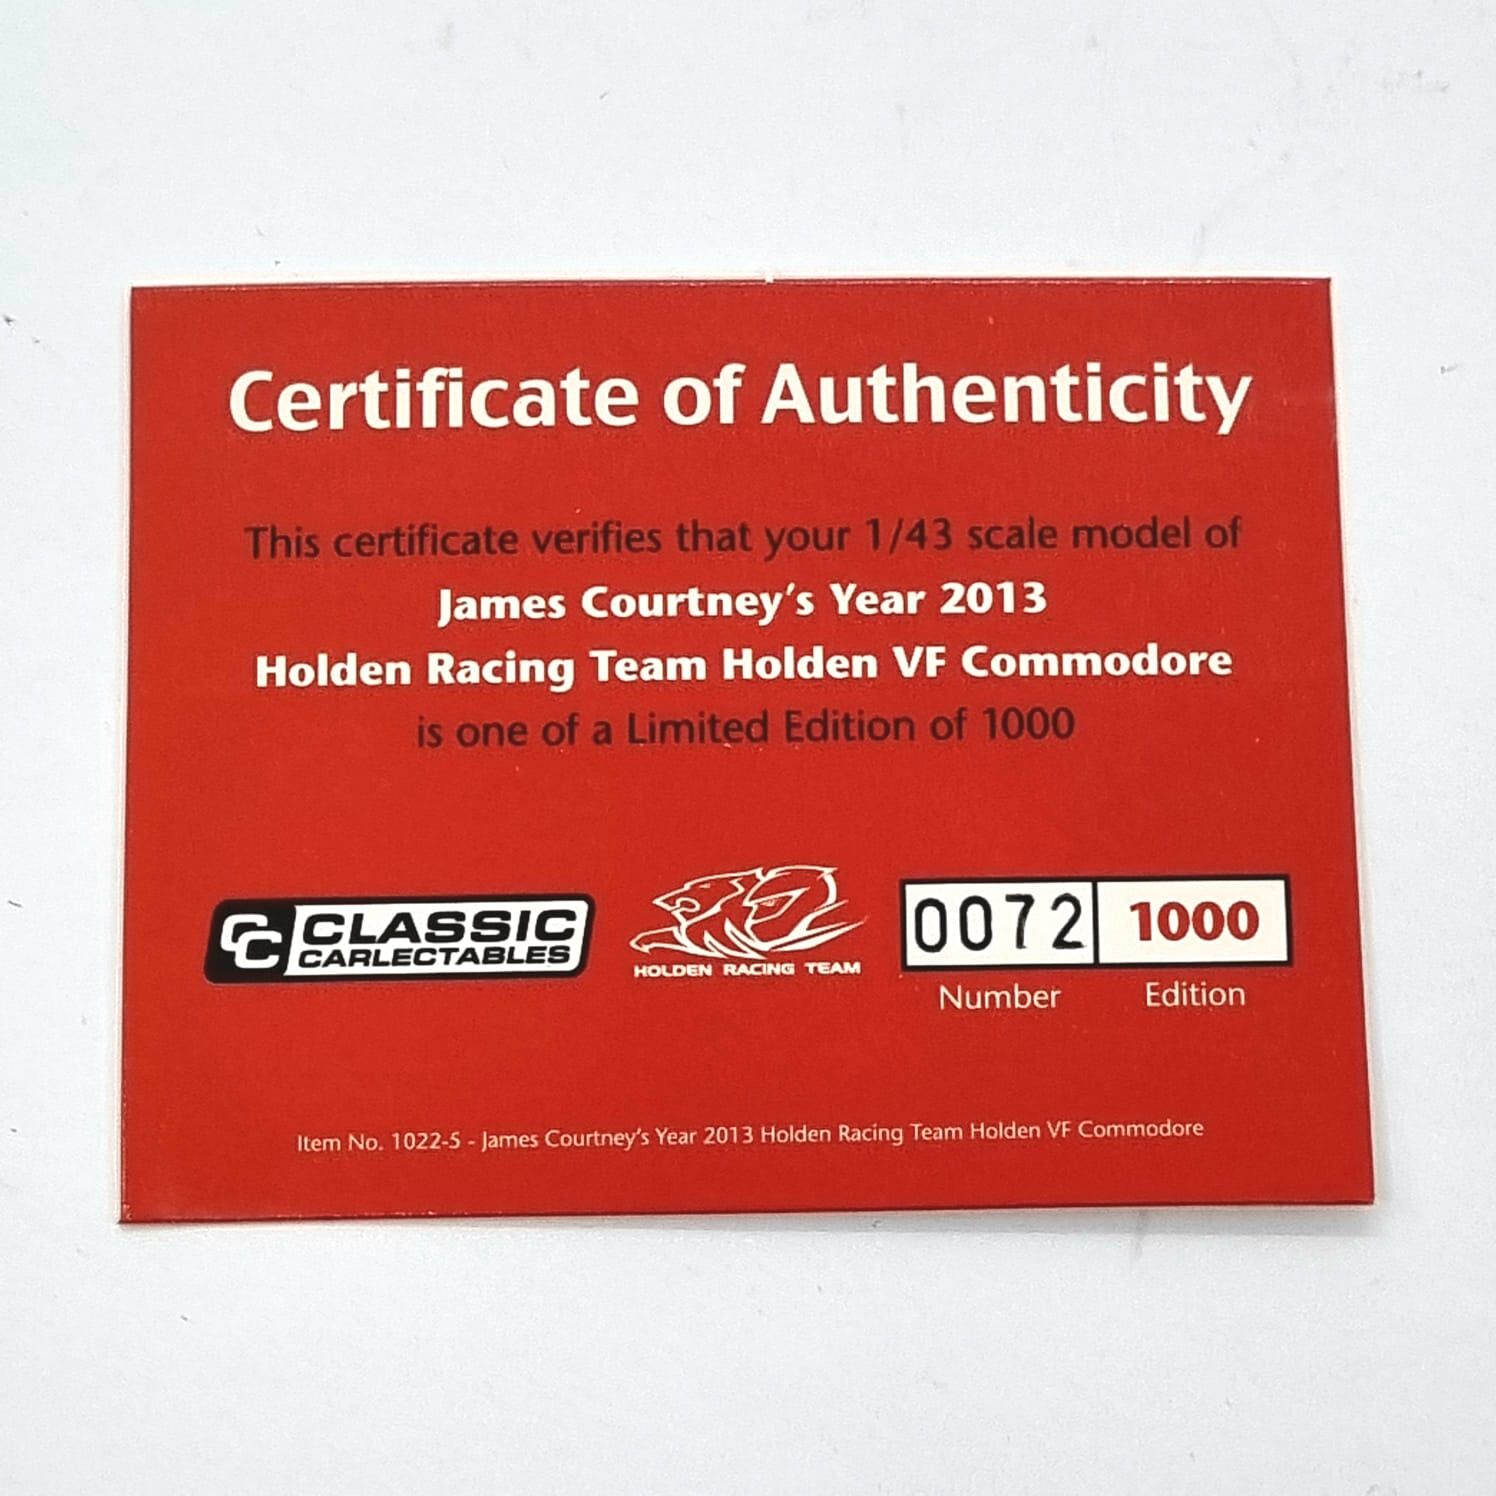 Certificate of Authenticity
This certificate verifies that your 1/43 scale model of
James Courtney's Year 2013
Holden Racing Team Holden VF Commodore
is one of a Limited Edition of 1000
CC CLASSIC
CARLECTABLES
HOLDEN RACING TEAM
0072 1000
Number Edition
Item No. 1022-5 - James Courtney's Year 2013 Holden Racing Team Holden VF Commodore